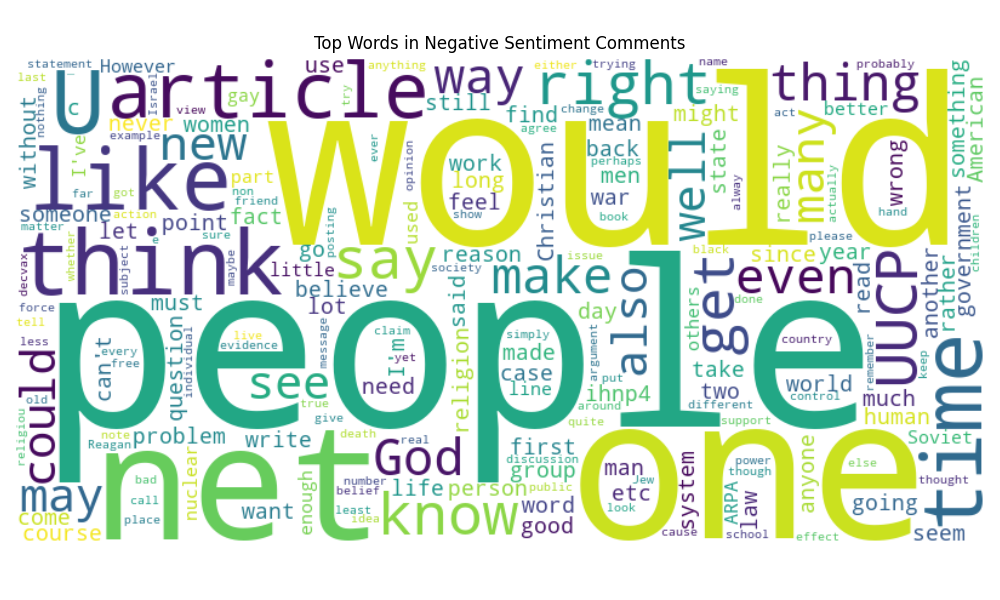 Top Words in Negative Sentiment Comments
statement However use anything either trying name probably
last U article way right thing
nothing c Israel view try gay still find change saying act better something American
without I've never women example new ever opinion agree mean might
like would
part work long feel back perhaps men war book state really many actually wrong hand
far got non friend show Christian well alway please government children
someone action fact
matter let point sure used
think e whether subject maybe go posting say reason issue black since year
decvax little society make also get even read UUCP another rather
force must believe lot day others done
tell people
less can't every free question individual live evidence message I'm claim yet said simply made case line argument put take two different country world control remember keep time
could true see need religion ihnp4 much
old give around quite support human
religiou note Reagan problem write death God real first discussion one man Jew system power though anyone else Soviet
net bad nuclear number belief life person group public etc look ARPA law thought
may call place want enough least idea know word good going
come course cause school effect seem